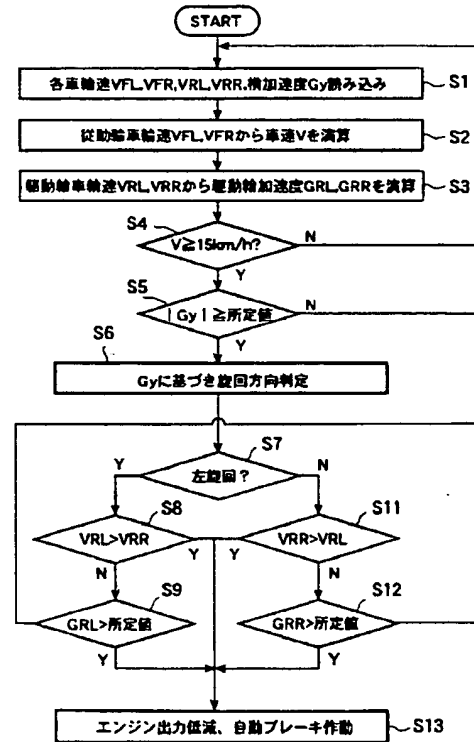 START
各車輪速VFL,VFR,VRL,VRR,横加速度Gy読み込み
S1
従動輪車輪速VFL,VFRから車速Vを演算
S2
駆動輪車輪速VRL,VRRから駆動輪加速度GRL,GRRを演算
S3
S4
V≧15km/h?
N
Y
S5
|Gy|≧所定値
N
Y
S6
Gyに基づき旋回方向判定
S7
Y
左旋回?
N
S8
VRL>VRR
Y
N
S11
VRR>VRL
Y
N
S9
GRL>所定値
Y
S12
GRR>所定値
Y
エンジン出力低減、自動ブレーキ作動
S13